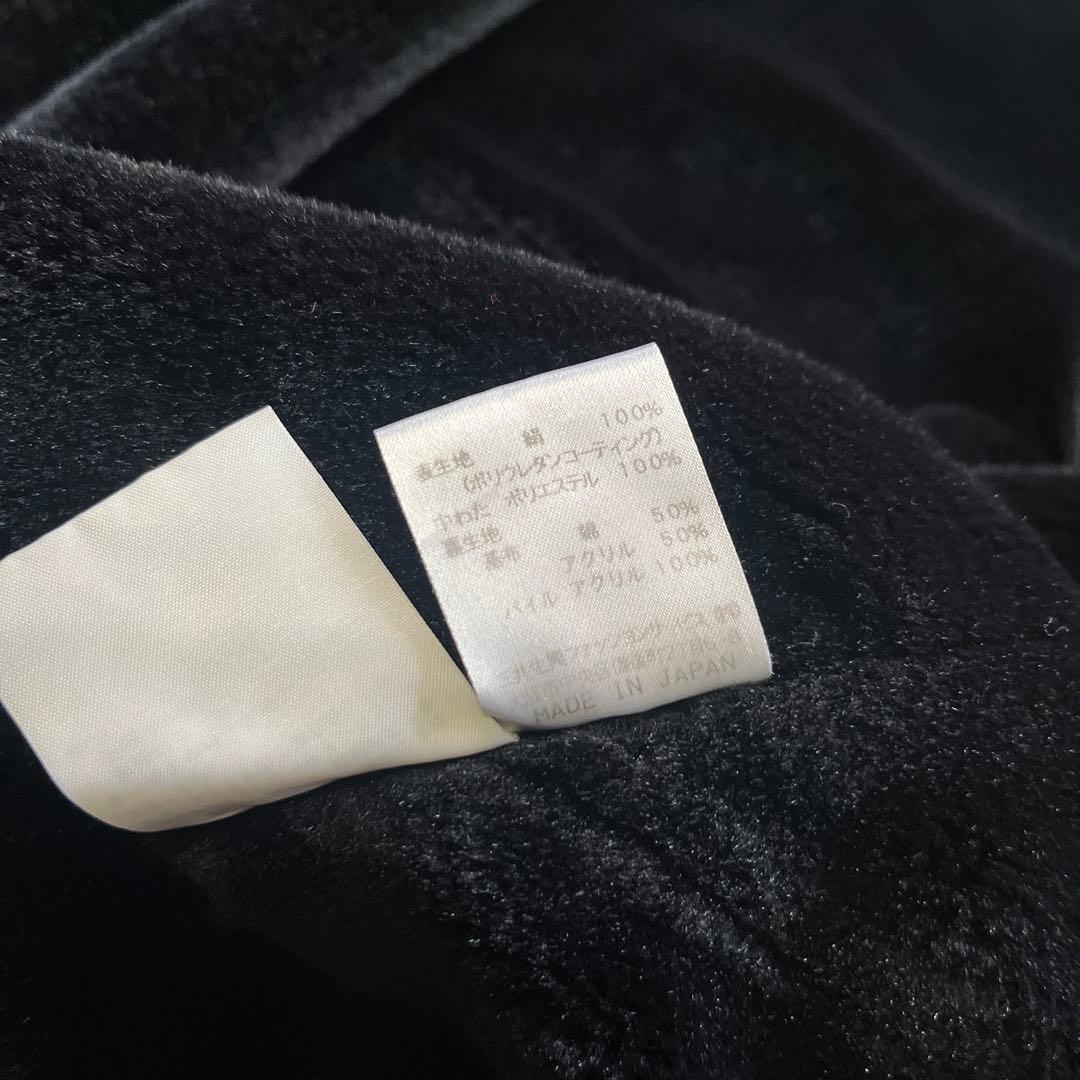 表生地 絹 100%
(ポリウレタンコーティング)
中わた ポリエステル 100%
裏生地
基布 綿 50%
アクリル 50%
パイル アクリル 100%
MADE IN JAPAN